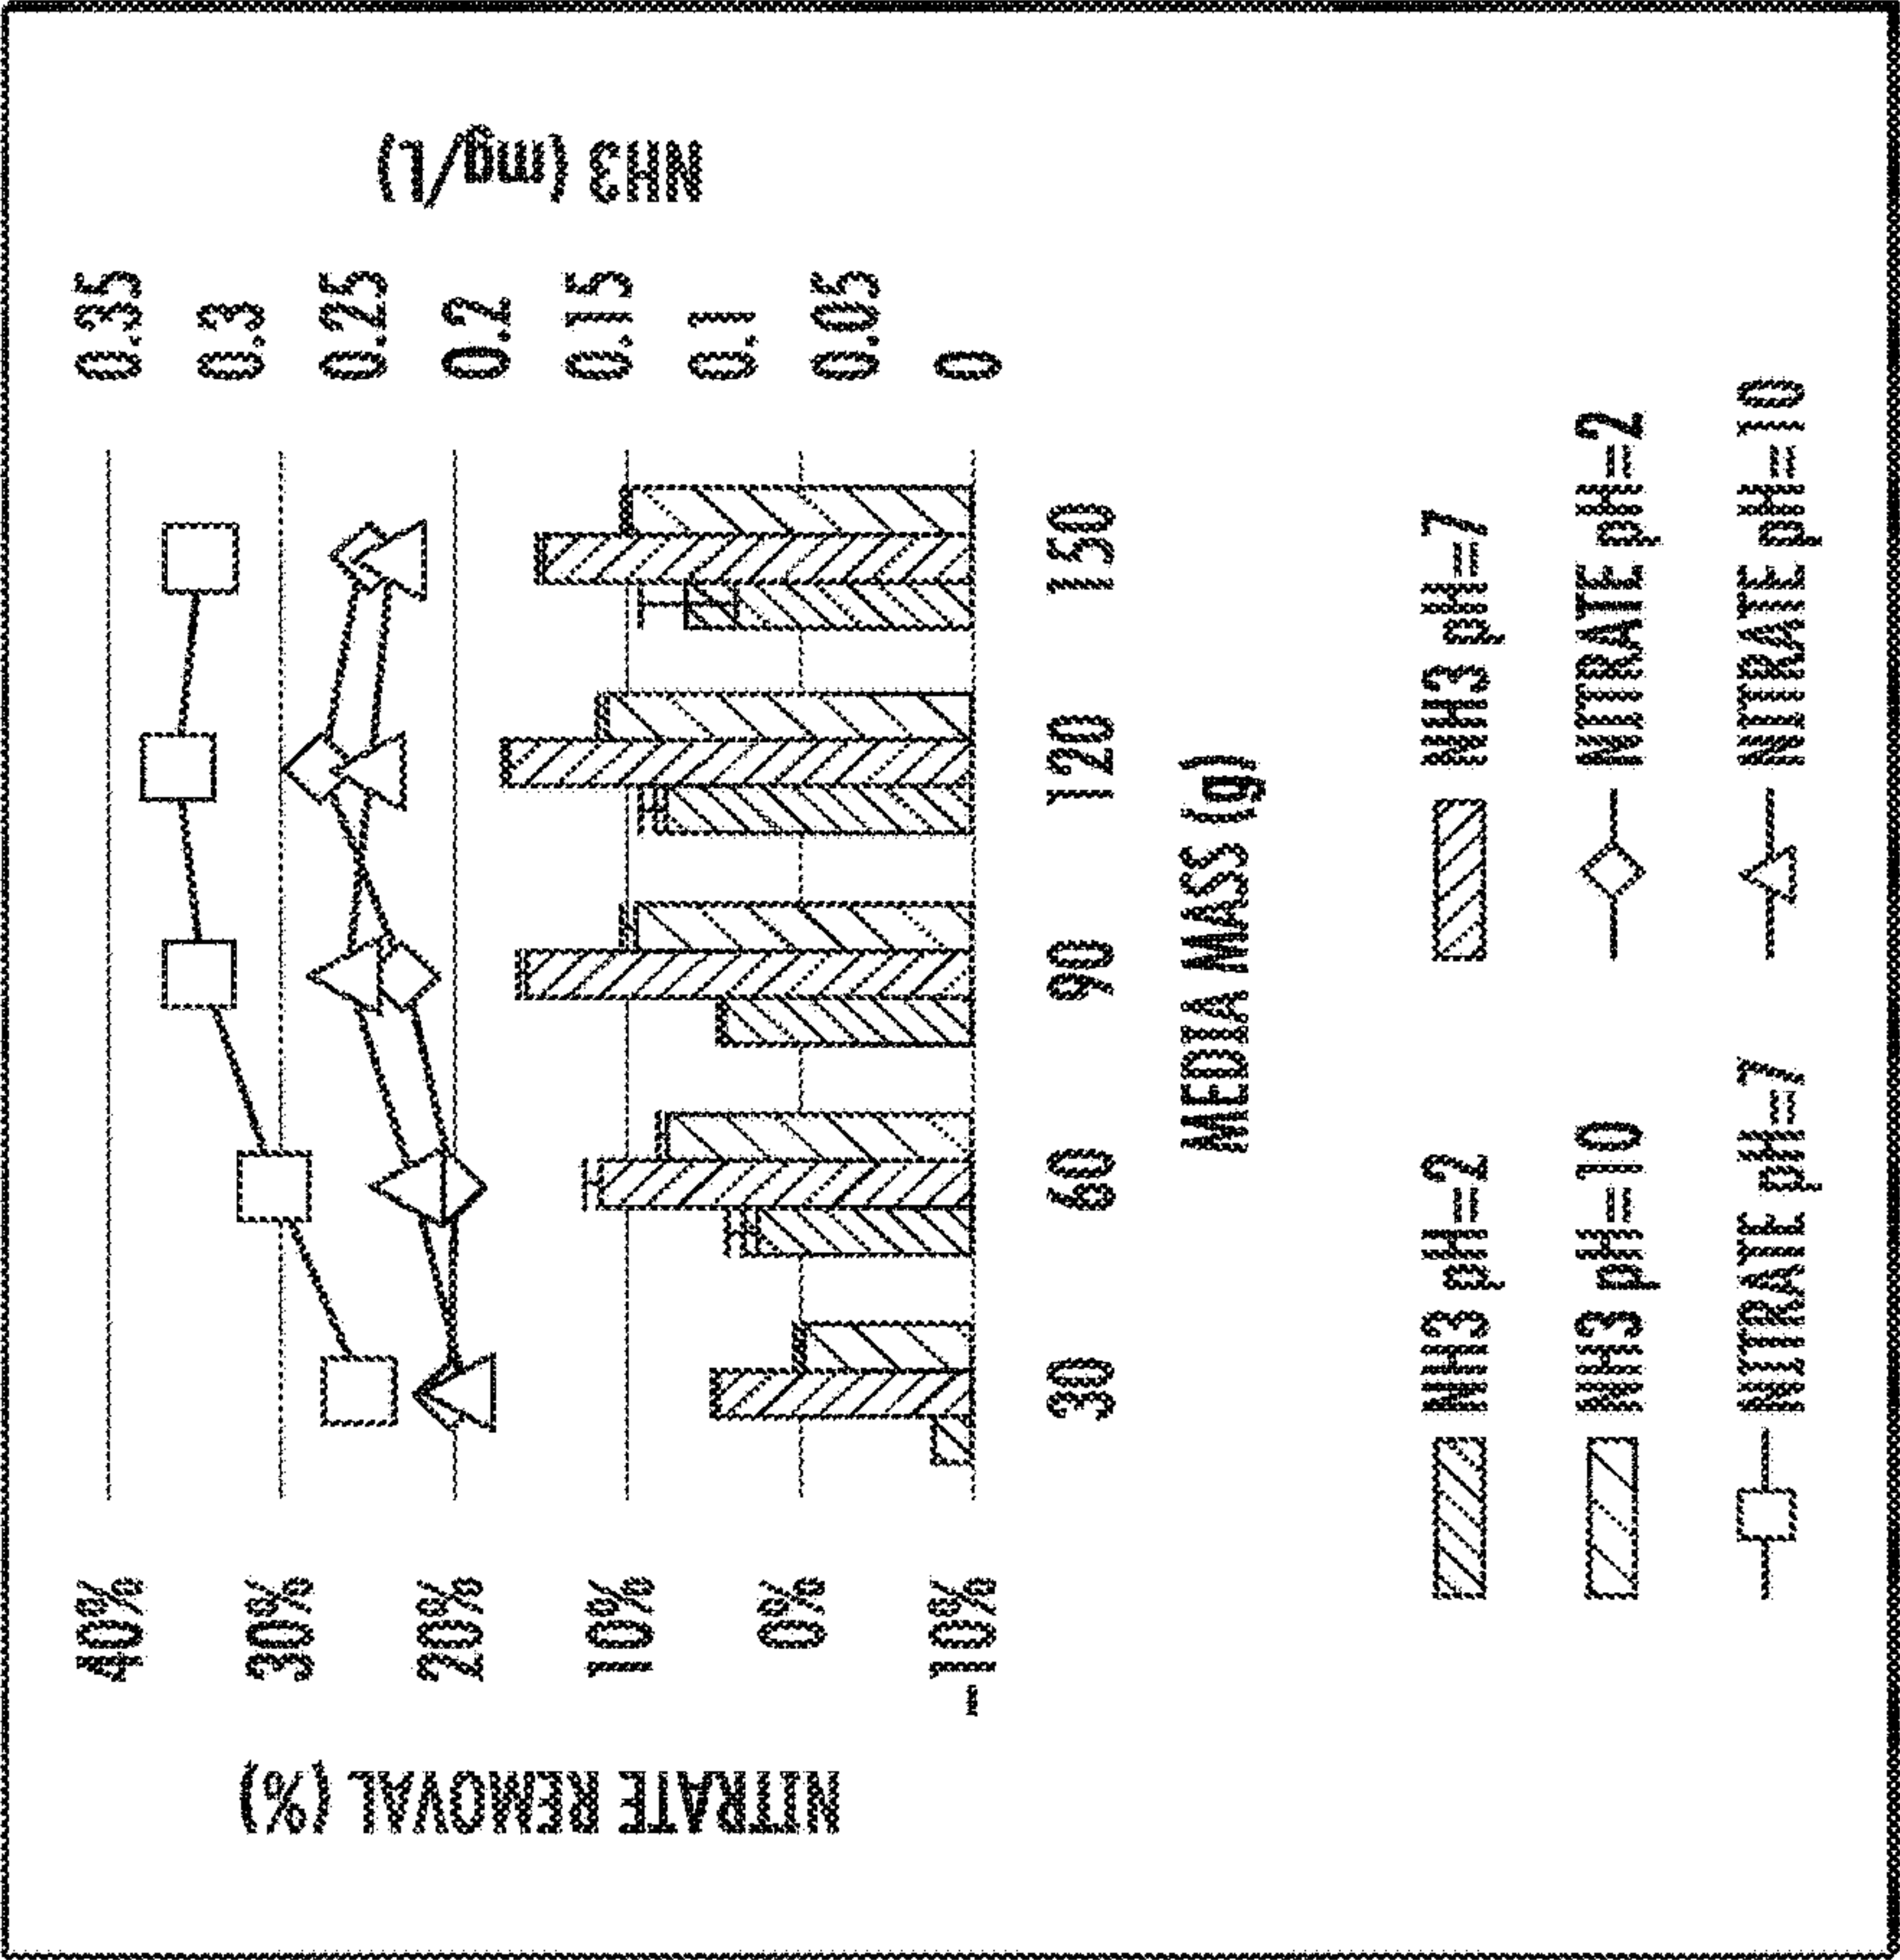 NITRATE REMOVAL (%)
40%
30%
20%
10%
0%
-10%
0.35
0.3
0.25
0.2
0.15
0.1
0.05
0
NH3 (mg/L)
30 60 90 120 150
MEDIA MASS (g)
NH3 pH=2 NH3 pH=7
NH3 pH=10 NITRATE pH=2
NITRATE pH=7 NITRATE pH=10